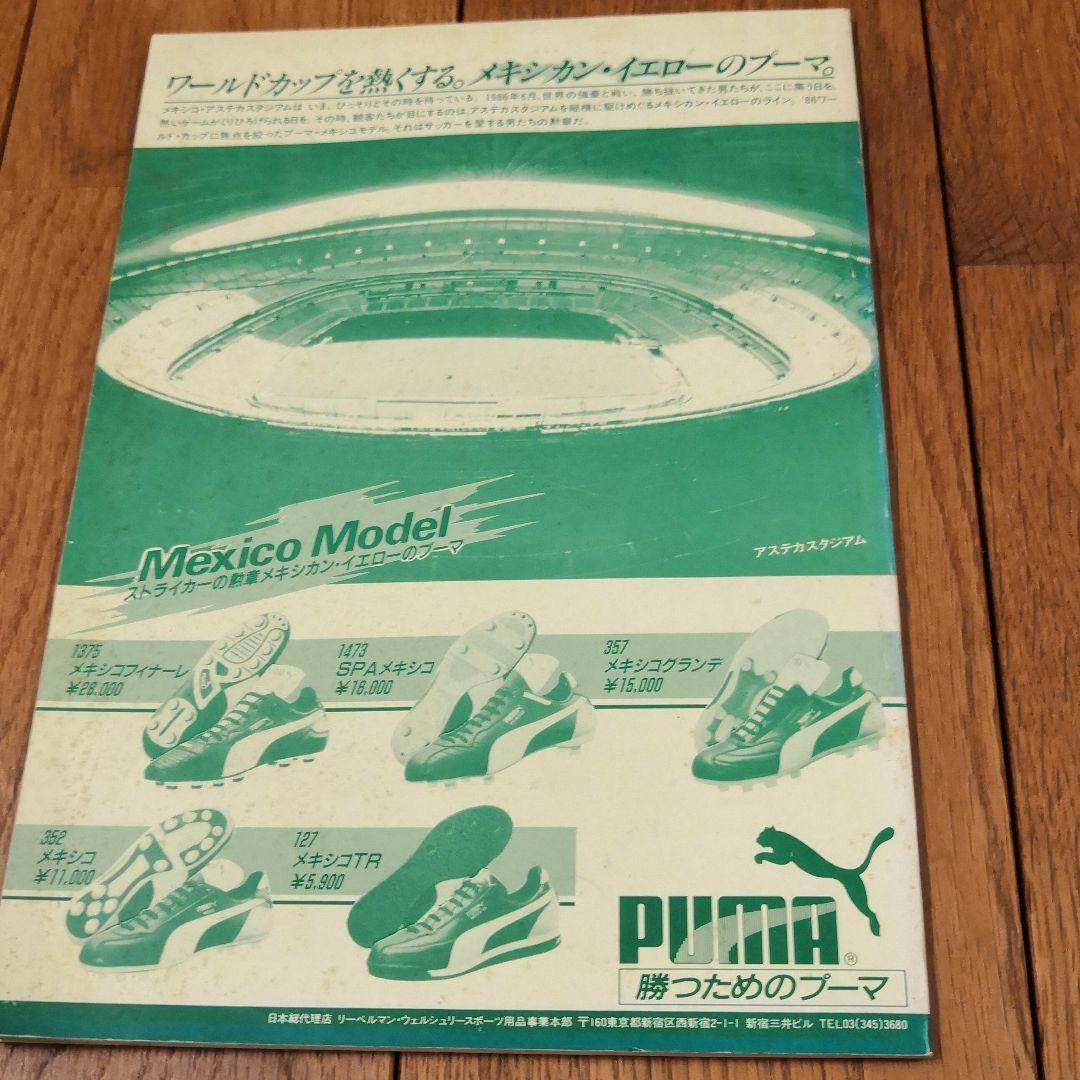 ワールドカップを熱くする。メキシカン・イエローのプーマ。
メキシコ・アステカスタジアムは いま、ひっそりとその時を待っている。1986年6月、世界の強豪と戦い、勝ち抜いてきた男たちが、ここに集う日を。
熱いゲームがくりひろげられる日を。その時、観客たちが目にするのは、アステカスタジアムを縦横に駆けめぐるメキシカン・イエローのライン。'86ワー
ルド・カップに焦点を絞ったプーマ・メキシコモデル。それはサッカーを愛する男たちの勲章だ。
Mexico Model
ストライカーの勲章メキシカン・イエローのプーマ
アステカスタジアム
1375
メキシコフィナーレ
¥28,000
1473
SPAメキシコ
¥16,000
357
メキシコグランデ
¥15,000
352
メキシコ
¥11,000
127
メキシコTR
¥5,900
PUMA®
勝つためのプーマ
日本総代理店 リーベルマン・ウェルシュリースポーツ用品事業本部 〒160東京都新宿区西新宿2-1-1 新宿三井ビル TEL03(345)3680